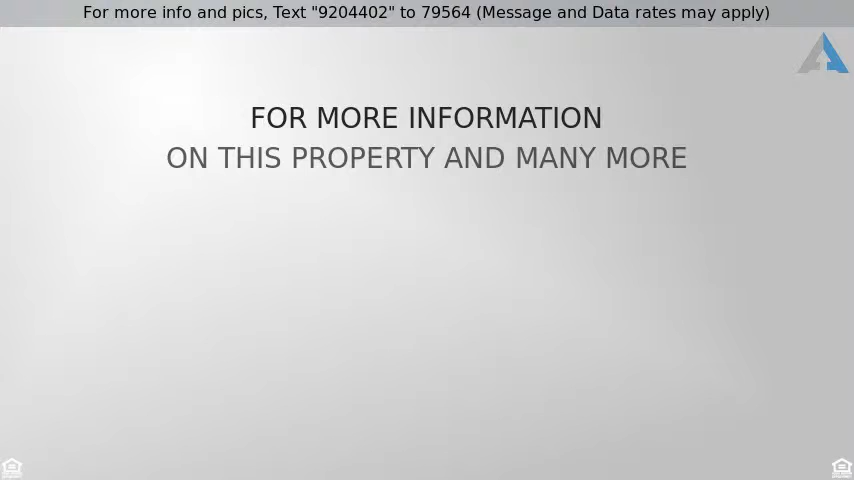 For more info and pics, Text "9204402" to 79564 (Message and Data rates may apply)
FOR MORE INFORMATION
ON THIS PROPERTY AND MANY MORE